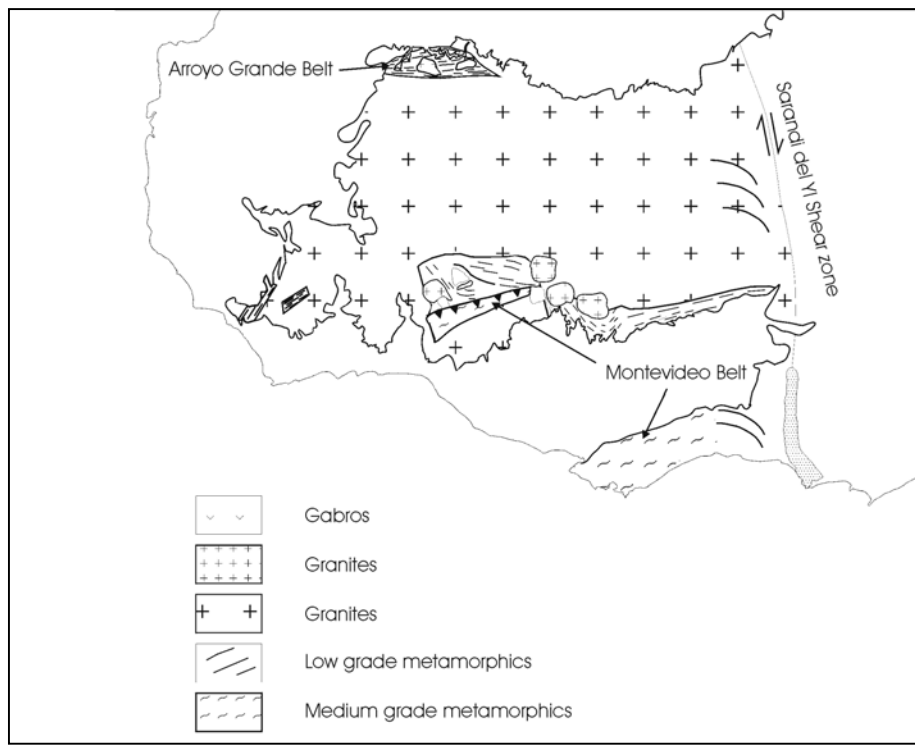 Arroyo Grande Belt
Sarandi del YI Shear zone
Montevideo Belt
Gabros
Granites
Granites
Low grade metamorphics
Medium grade metamorphics